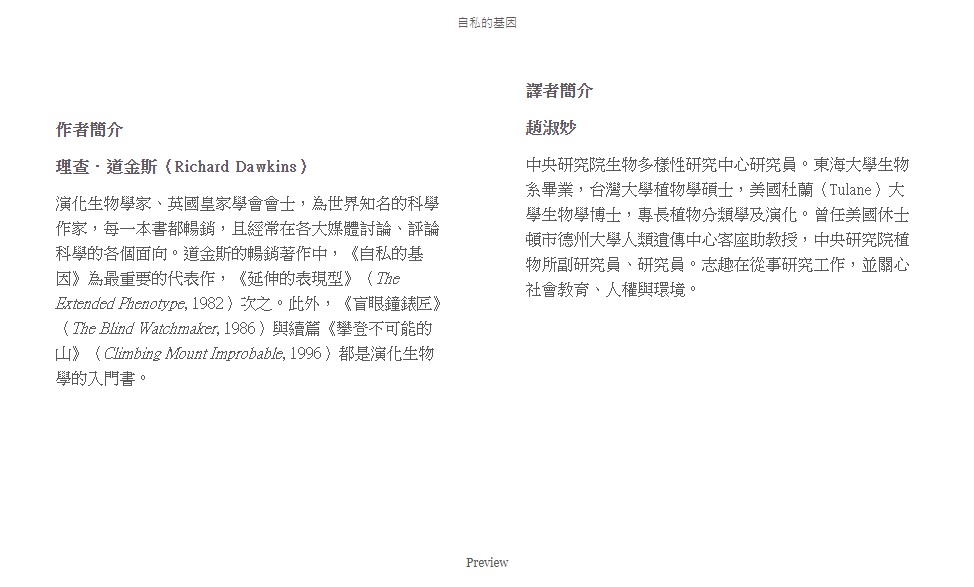 自私的基因
作者簡介
理查．道金斯（Richard Dawkins）
演化生物學家、英國皇家學會會士，為世界知名的科學
作家，每一本書都暢銷，且經常在各大媒體討論、評論
科學的各個面向。道金斯的暢銷著作中，《自私的基
因》為最重要的代表作，《延伸的表現型》（The
Extended Phenotype, 1982）次之。此外，《盲眼鐘錶匠》
（The Blind Watchmaker, 1986）與續篇《攀登不可能的
山》（Climbing Mount Improbable, 1996）都是演化生物
學的入門書。
譯者簡介
趙淑妙
中央研究院生物多樣性研究中心研究員。東海大學生物
系畢業，台灣大學植物學碩士，美國杜蘭（Tulane）大
學生物學博士，專長植物分類學及演化。曾任美國休士
頓市德州大學人類遺傳中心客座助教授，中央研究院植
物所副研究員、研究員。志趣在從事研究工作，並關心
社會教育、人權與環境。
Preview